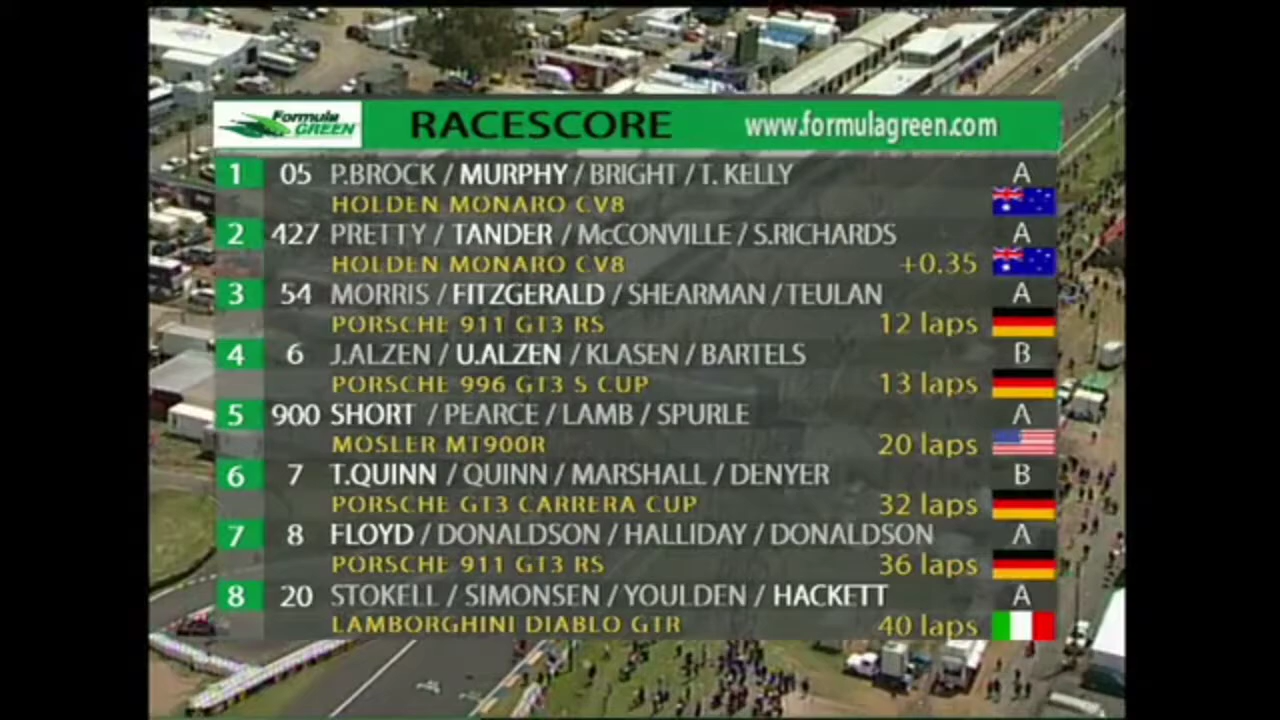 Formula GREEN RACESCORE www.formulagreen.com
1 05 P.BROCK / MURPHY / BRIGHT / T. KELLY A
HOLDEN MONARO CV8
2 427 PRETTY / TANDER / McCONVILLE / S.RICHARDS A
HOLDEN MONARO CV8 +0.35
3 54 MORRIS / FITZGERALD / SHEARMAN / TEULAN A
PORSCHE 911 GT3 RS 12 laps
4 6 J.ALZEN / U.ALZEN / KLASEN / BARTELS B
PORSCHE 996 GT3 S CUP 13 laps
5 900 SHORT / PEARCE / LAMB / SPURLE A
MOSLER MT900R 20 laps
6 7 T.QUINN / QUINN / MARSHALL / DENYER B
PORSCHE GT3 CARRERA CUP 32 laps
7 8 FLOYD / DONALDSON / HALLIDAY / DONALDSON A
PORSCHE 911 GT3 RS 36 laps
8 20 STOKELL / SIMONSEN / YOULDEN / HACKETT A
LAMBORGHINI DIABLO GTR 40 laps